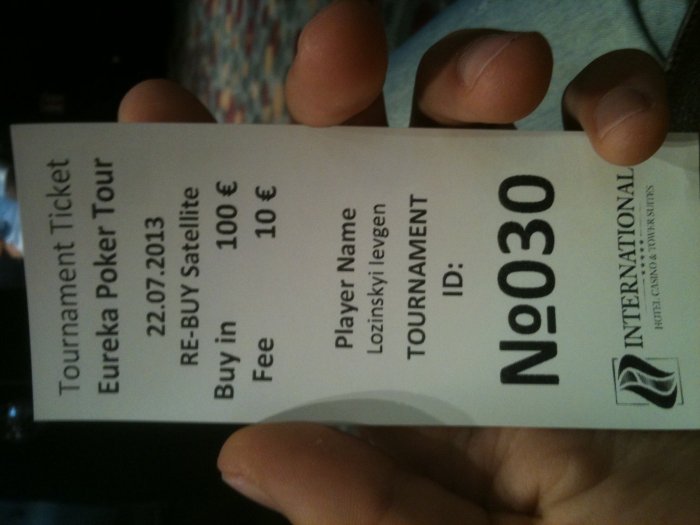 Tournament Ticket
Eureka Poker Tour
22.07.2013
RE-BUY Satellite
Buy in 100 €
Fee 10 €
Player Name
Lozinskyi Ievgen
TOURNAMENT
ID:
№030
INTERNATIONAL
HOTEL CASINO & TOWER SUITES